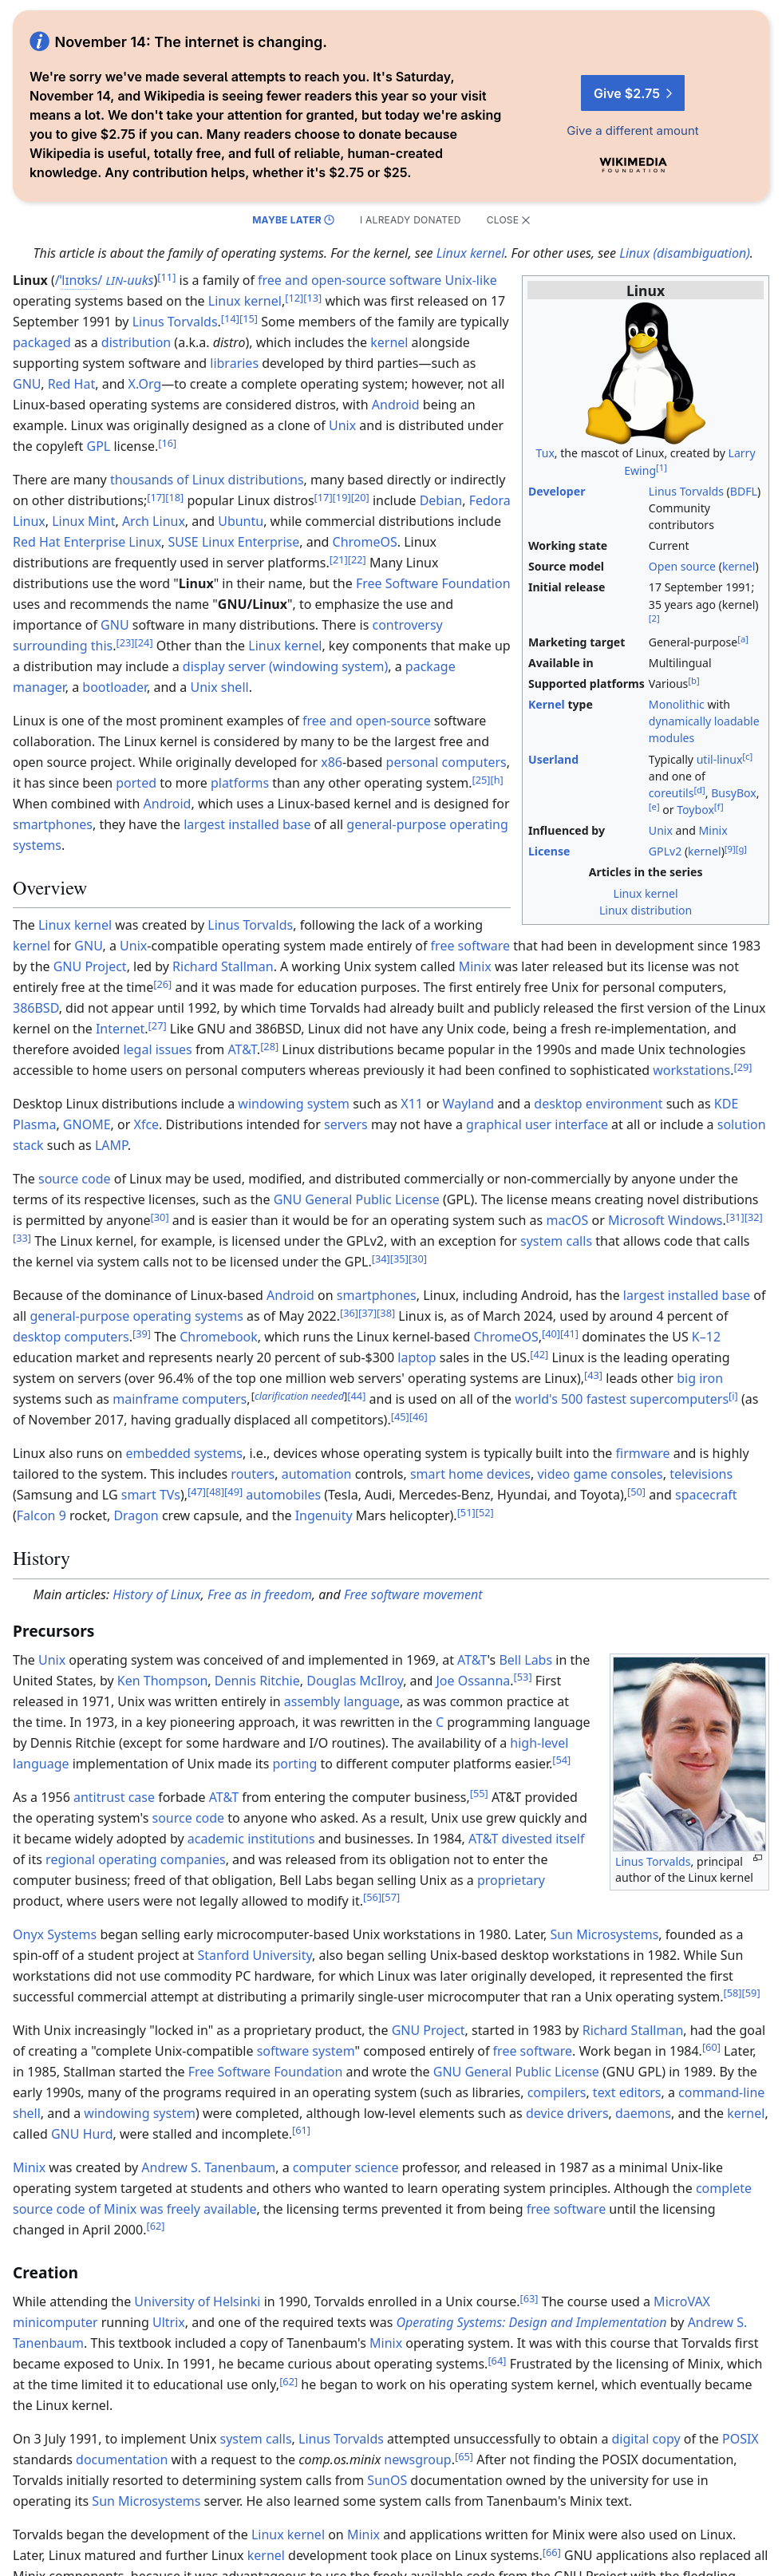 November 14: The internet is changing.
We're sorry we've made several attempts to reach you. It's Saturday,
November 14, and Wikipedia is seeing fewer readers this year so your visit
means a lot. We don't take your attention for granted, but today we're asking
you to give $2.75 if you can. Many readers choose to donate because
Wikipedia is useful, totally free, and full of reliable, human-created
knowledge. Any contribution helps, whether it's $2.75 or $25.
Give $2.75
Give a different amount
WIKIMEDIA
FOUNDATION
MAYBE LATER
I ALREADY DONATED
CLOSE
This article is about the family of operating systems. For the kernel, see Linux kernel. For other uses, see Linux (disambiguation).
Linux (/ˈlɪnʊks/ LIN-uuks)[11] is a family of free and open-source software Unix-like
operating systems based on the Linux kernel,[12][13] which was first released on 17
September 1991 by Linus Torvalds.[14][15] Some members of the family are typically
packaged as a distribution (a.k.a. distro), which includes the kernel alongside
supporting system software and libraries developed by third parties—such as
GNU, Red Hat, and X.Org—to create a complete operating system; however, not all
Linux-based operating systems are considered distros, with Android being an
example. Linux was originally designed as a clone of Unix and is distributed under
the copyleft GPL license.[16]
There are many thousands of Linux distributions, many based directly or indirectly
on other distributions;[17][18] popular Linux distros[17][19][20] include Debian, Fedora
Linux, Linux Mint, Arch Linux, and Ubuntu, while commercial distributions include
Red Hat Enterprise Linux, SUSE Linux Enterprise, and ChromeOS. Linux
distributions are frequently used in server platforms.[21][22] Many Linux
distributions use the word "Linux" in their name, but the Free Software Foundation
uses and recommends the name "GNU/Linux", to emphasize the use and
importance of GNU software in many distributions. There is controversy
surrounding this.[23][24] Other than the Linux kernel, key components that make up
a distribution may include a display server (windowing system), a package
manager, a bootloader, and a Unix shell.
Linux is one of the most prominent examples of free and open-source software
collaboration. The Linux kernel is considered by many to be the largest free and
open source project. While originally developed for x86-based personal computers,
it has since been ported to more platforms than any other operating system.[25][h]
When combined with Android, which uses a Linux-based kernel and is designed for
smartphones, they have the largest installed base of all general-purpose operating
systems.
Linux
Tux, the mascot of Linux, created by Larry
Ewing[1]
Developer Linus Torvalds (BDFL)
Community
contributors
Working state Current
Source model Open source (kernel)
Initial release 17 September 1991;
35 years ago (kernel)
[2]
Marketing target General-purpose[a]
Available in Multilingual
Supported platforms Various[b]
Kernel type Monolithic with
dynamically loadable
modules
Userland Typically util-linux[c]
and one of
coreutils[d], BusyBox,
[e] or Toybox[f]
Influenced by Unix and Minix
License GPLv2 (kernel)[9][g]
Articles in the series
Linux kernel
Linux distribution
Overview
The Linux kernel was created by Linus Torvalds, following the lack of a working
kernel for GNU, a Unix-compatible operating system made entirely of free software that had been in development since 1983
by the GNU Project, led by Richard Stallman. A working Unix system called Minix was later released but its license was not
entirely free at the time[26] and it was made for education purposes. The first entirely free Unix for personal computers,
386BSD, did not appear until 1992, by which time Torvalds had already built and publicly released the first version of the Linux
kernel on the Internet.[27] Like GNU and 386BSD, Linux did not have any Unix code, being a fresh re-implementation, and
therefore avoided legal issues from AT&T.[28] Linux distributions became popular in the 1990s and made Unix technologies
accessible to home users on personal computers whereas previously it had been confined to sophisticated workstations.[29]
Desktop Linux distributions include a windowing system such as X11 or Wayland and a desktop environment such as KDE
Plasma, GNOME, or Xfce. Distributions intended for servers may not have a graphical user interface at all or include a solution
stack such as LAMP.
The source code of Linux may be used, modified, and distributed commercially or non-commercially by anyone under the
terms of its respective licenses, such as the GNU General Public License (GPL). The license means creating novel distributions
is permitted by anyone[30] and is easier than it would be for an operating system such as macOS or Microsoft Windows.[31][32]
[33] The Linux kernel, for example, is licensed under the GPLv2, with an exception for system calls that allows code that calls
the kernel via system calls not to be licensed under the GPL.[34][35][30]
Because of the dominance of Linux-based Android on smartphones, Linux, including Android, has the largest installed base of
all general-purpose operating systems as of May 2022.[36][37][38] Linux is, as of March 2024, used by around 4 percent of
desktop computers.[39] The Chromebook, which runs the Linux kernel-based ChromeOS,[40][41] dominates the US K–12
education market and represents nearly 20 percent of sub-$300 laptop sales in the US.[42] Linux is the leading operating
system on servers (over 96.4% of the top one million web servers' operating systems are Linux),[43] leads other big iron
systems such as mainframe computers,[clarification needed][44] and is used on all of the world's 500 fastest supercomputers[i] (as
of November 2017, having gradually displaced all competitors).[45][46]
Linux also runs on embedded systems, i.e., devices whose operating system is typically built into the firmware and is highly
tailored to the system. This includes routers, automation controls, smart home devices, video game consoles, televisions
(Samsung and LG smart TVs),[47][48][49] automobiles (Tesla, Audi, Mercedes-Benz, Hyundai, and Toyota),[50] and spacecraft
(Falcon 9 rocket, Dragon crew capsule, and the Ingenuity Mars helicopter).[51][52]
History
Main articles: History of Linux, Free as in freedom, and Free software movement
Precursors
The Unix operating system was conceived of and implemented in 1969, at AT&T's Bell Labs in the
United States, by Ken Thompson, Dennis Ritchie, Douglas McIlroy, and Joe Ossanna.[53] First
released in 1971, Unix was written entirely in assembly language, as was common practice at
the time. In 1973, in a key pioneering approach, it was rewritten in the C programming language
by Dennis Ritchie (except for some hardware and I/O routines). The availability of a high-level
language implementation of Unix made its porting to different computer platforms easier.[54]
As a 1956 antitrust case forbade AT&T from entering the computer business,[55] AT&T provided
the operating system's source code to anyone who asked. As a result, Unix use grew quickly and
it became widely adopted by academic institutions and businesses. In 1984, AT&T divested itself
of its regional operating companies, and was released from its obligation not to enter the
computer business; freed of that obligation, Bell Labs began selling Unix as a proprietary
product, where users were not legally allowed to modify it.[56][57]
Linus Torvalds, principal
author of the Linux kernel
Onyx Systems began selling early microcomputer-based Unix workstations in 1980. Later, Sun Microsystems, founded as a
spin-off of a student project at Stanford University, also began selling Unix-based desktop workstations in 1982. While Sun
workstations did not use commodity PC hardware, for which Linux was later originally developed, it represented the first
successful commercial attempt at distributing a primarily single-user microcomputer that ran a Unix operating system.[58][59]
With Unix increasingly "locked in" as a proprietary product, the GNU Project, started in 1983 by Richard Stallman, had the goal
of creating a "complete Unix-compatible software system" composed entirely of free software. Work began in 1984.[60] Later,
in 1985, Stallman started the Free Software Foundation and wrote the GNU General Public License (GNU GPL) in 1989. By the
early 1990s, many of the programs required in an operating system (such as libraries, compilers, text editors, a command-line
shell, and a windowing system) were completed, although low-level elements such as device drivers, daemons, and the kernel,
called GNU Hurd, were stalled and incomplete.[61]
Minix was created by Andrew S. Tanenbaum, a computer science professor, and released in 1987 as a minimal Unix-like
operating system targeted at students and others who wanted to learn operating system principles. Although the complete
source code of Minix was freely available, the licensing terms prevented it from being free software until the licensing
changed in April 2000.[62]
Creation
While attending the University of Helsinki in 1990, Torvalds enrolled in a Unix course.[63] The course used a MicroVAX
minicomputer running Ultrix, and one of the required texts was Operating Systems: Design and Implementation by Andrew S.
Tanenbaum. This textbook included a copy of Tanenbaum's Minix operating system. It was with this course that Torvalds first
became exposed to Unix. In 1991, he became curious about operating systems.[64] Frustrated by the licensing of Minix, which
at the time limited it to educational use only,[62] he began to work on his operating system kernel, which eventually became
the Linux kernel.
On 3 July 1991, to implement Unix system calls, Linus Torvalds attempted unsuccessfully to obtain a digital copy of the POSIX
standards documentation with a request to the comp.os.minix newsgroup.[65] After not finding the POSIX documentation,
Torvalds initially resorted to determining system calls from SunOS documentation owned by the university for use in
operating its Sun Microsystems server. He also learned some system calls from Tanenbaum's Minix text.
Torvalds began the development of the Linux kernel on Minix and applications written for Minix were also used on Linux.
Later, Linux matured and further Linux kernel development took place on Linux systems.[66] GNU applications also replaced all
Minix components, because it was advantageous to use the freely available code from the GNU Project with the fledgling